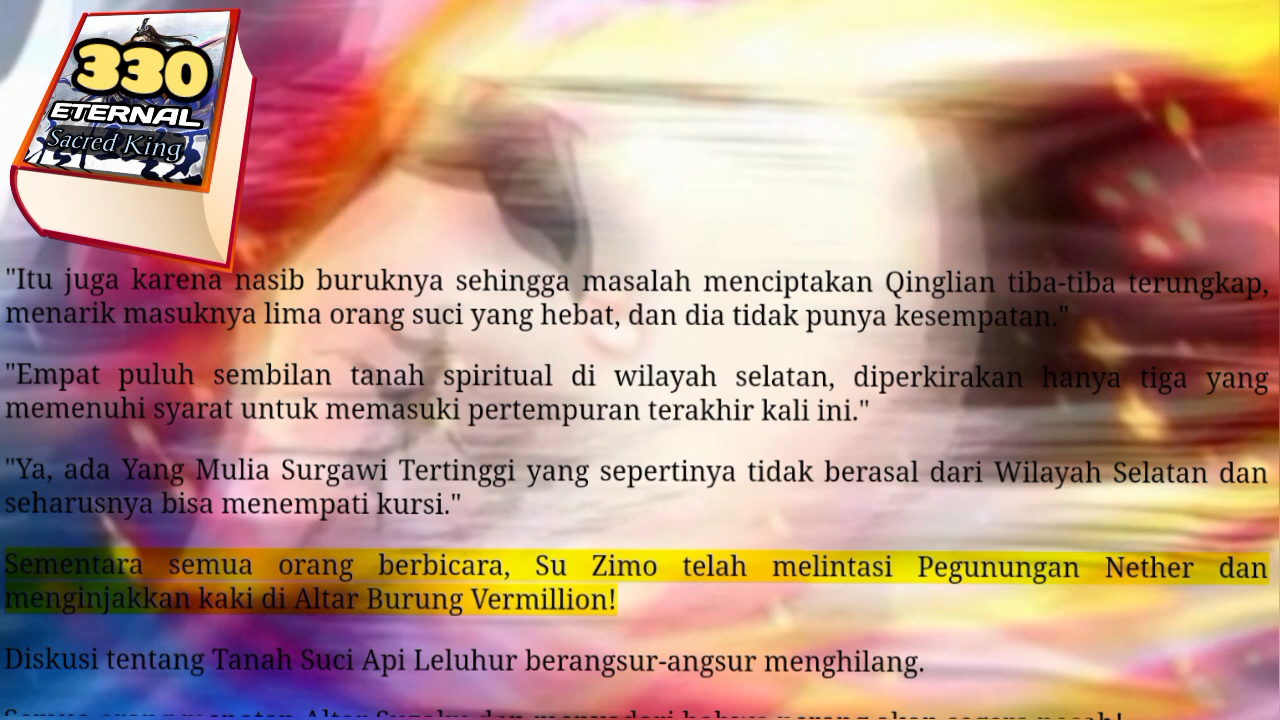 330
ETERNAL
Sacred King
"Itu juga karena nasib buruknya sehingga masalah menciptakan Qinglian tiba-tiba terungkap,
menarik masuknya lima orang suci yang hebat, dan dia tidak punya kesempatan."
"Empat puluh sembilan tanah spiritual di wilayah selatan, diperkirakan hanya tiga yang
memenuhi syarat untuk memasuki pertempuran terakhir kali ini."
"Ya, ada Yang Mulia Surgawi Tertinggi yang sepertinya tidak berasal dari Wilayah Selatan dan
seharusnya bisa menempati kursi."
Sementara semua orang berbicara, Su Zimo telah melintasi Pegunungan Nether dan
menginjakkan kaki di Altar Burung Vermillion!
Diskusi tentang Tanah Suci Api Leluhur berangsur-angsur menghilang.